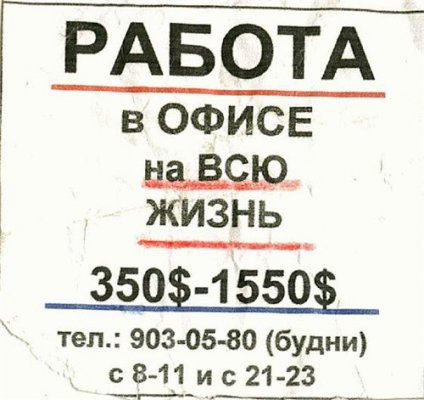 РАБОТА
в ОФИСЕ
на ВСЮ
ЖИЗНЬ
350$-1550$
тел.: 903-05-80 (будни)
с 8-11 и с 21-23